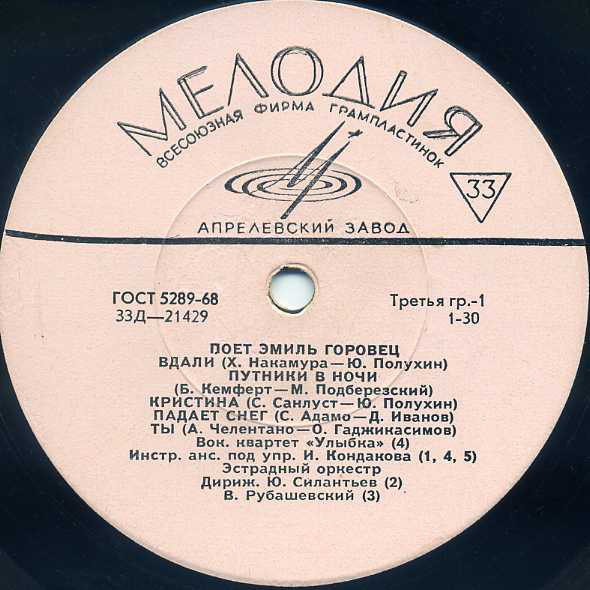 МЕЛОДИЯ
ВСЕСОЮЗНАЯ ФИРМА ГРАМПЛАСТИНОК
33
АПРЕЛЕВСКИЙ ЗАВОД
ГОСТ 5289-68 Третья гр.-1
33Д—21429 1-30
ПОЕТ ЭМИЛЬ ГОРОВЕЦ
ВДАЛИ (Х. Накамура — Ю. Полухин)
ПУТНИКИ В НОЧИ
(Б. Кемферт — М. Подберезский)
КРИСТИНА (С. Санлуст — Ю. Полухин)
ПАДАЕТ СНЕГ (С. Адамо — Д. Иванов)
ТЫ (А. Челентано — О. Гаджикасимов)
Вок. квартет «Улыбка» (4)
Инстр. анс. под упр. И. Кондакова (1, 4, 5)
Эстрадный оркестр
Дириж. Ю. Силантьев (2)
В. Рубашевский (3)